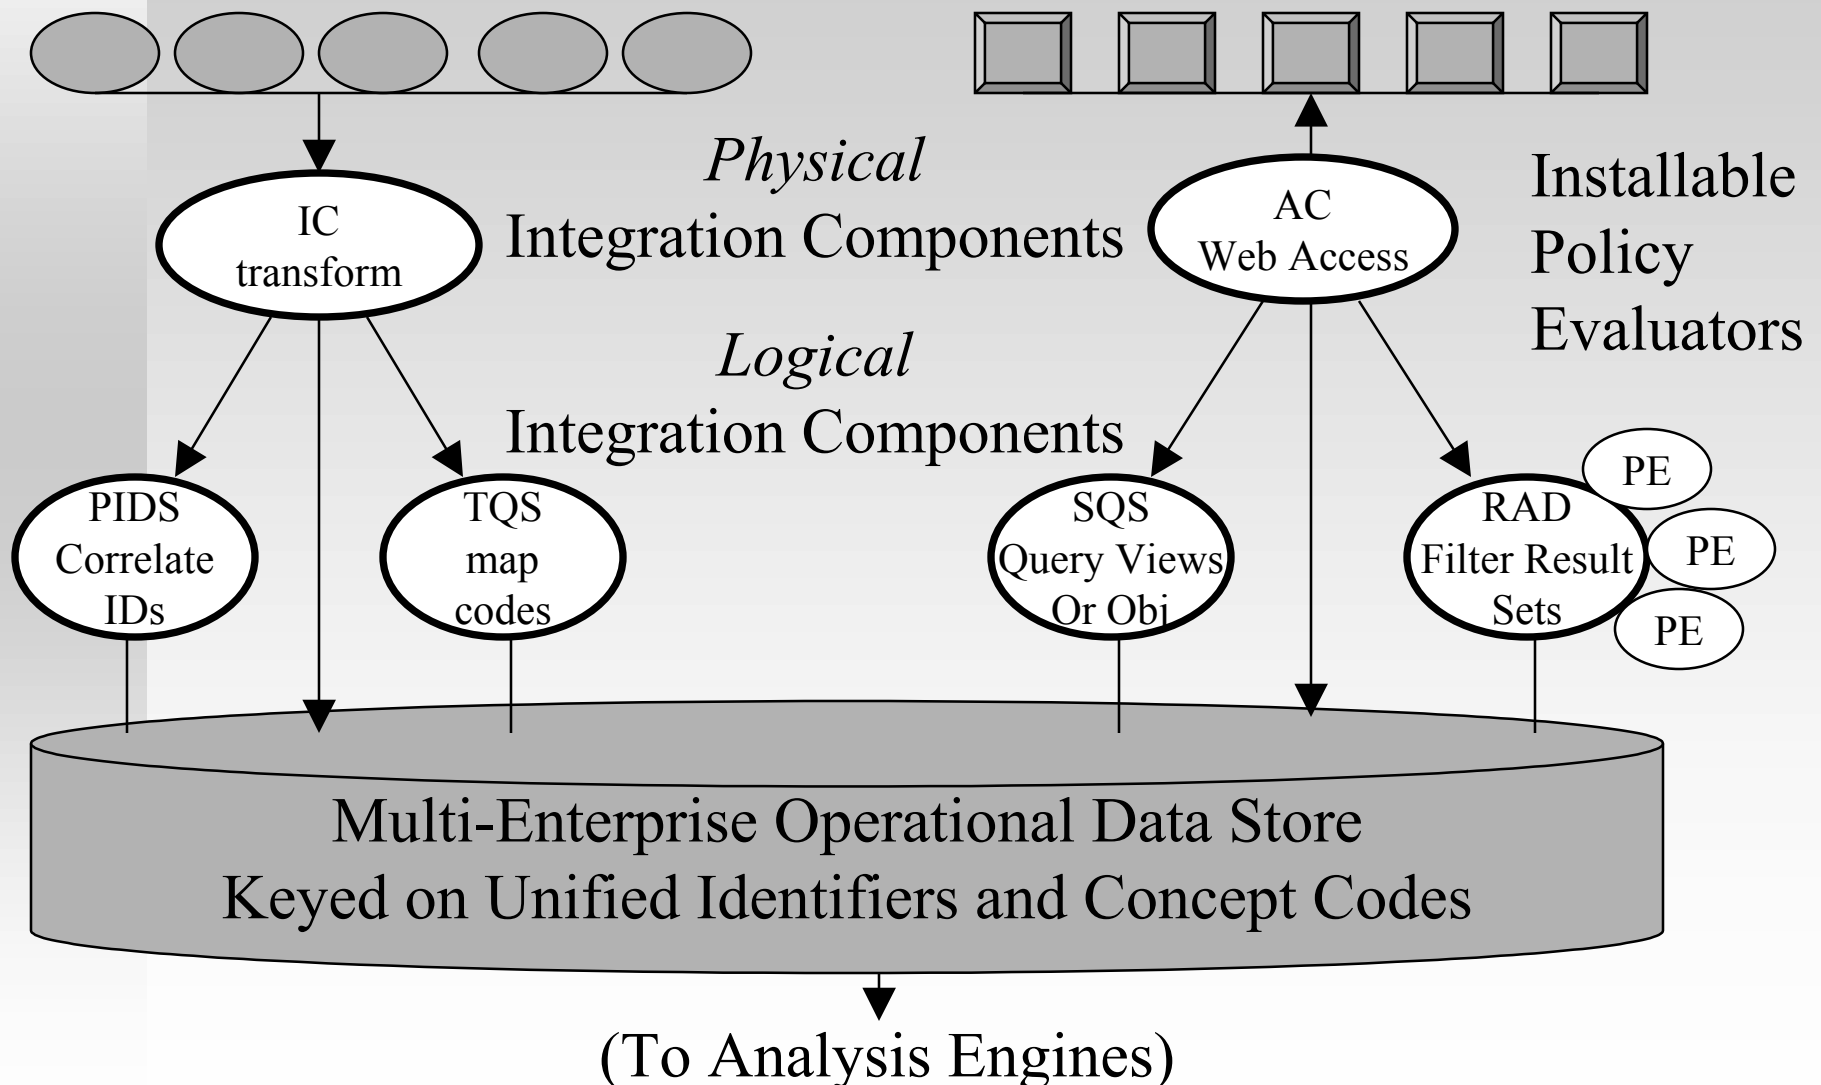 Physical
Integration Components
IC
transform
AC
Web Access
Installable
Policy
Evaluators
Logical
Integration Components
PIDS
Correlate
IDs
TQS
map
codes
SQS
Query Views
Or Obj
RAD
Filter Result
Sets
PE
PE
PE
Multi-Enterprise Operational Data Store
Keyed on Unified Identifiers and Concept Codes
(To Analysis Engines)